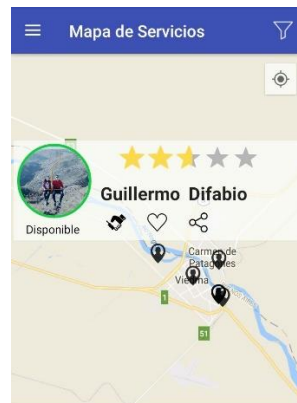 Mapa de Servicios
Guillermo Difabio
Disponible
Carmen de
Patagones
Viedma
1
51